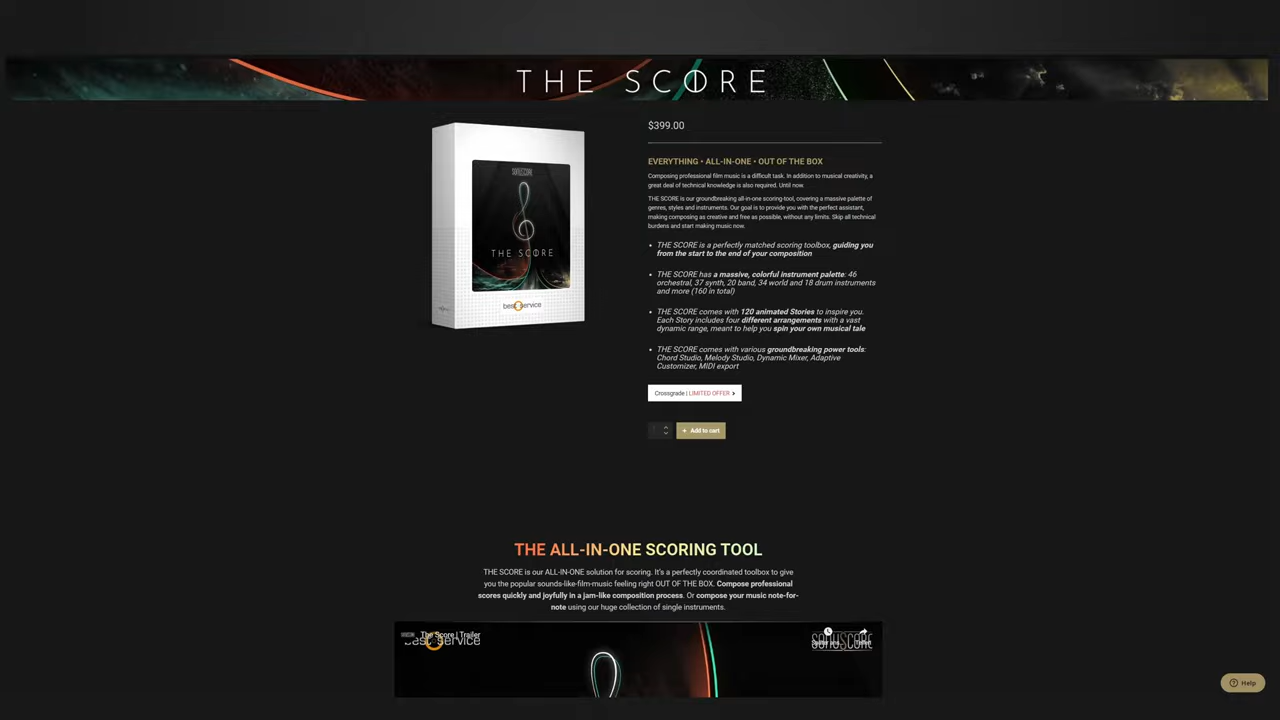 THE SCORE
$399.00
SONUSCORE
THE SCORE
best service
EVERYTHING • ALL-IN-ONE • OUT OF THE BOX
Composing professional film music is a difficult task. In addition to musical creativity, a
great deal of technical knowledge is also required. Until now.
THE SCORE is our groundbreaking all-in-one scoring-tool, covering a massive palette of
genres, styles and instruments. Our goal is to provide you with the perfect assistant,
making composing as creative and free as possible, without any limits. Skip all technical
burdens and start making music now.
• THE SCORE is a perfectly matched scoring toolbox, guiding you
from the start to the end of your composition
• THE SCORE has a massive, colorful instrument palette: 46
orchestral, 37 synth, 20 band, 34 world and 18 drum instruments
and more (160 in total)
• THE SCORE comes with 120 animated Stories to inspire you.
Each Story includes four different arrangements with a vast
dynamic range, meant to help you spin your own musical tale
• THE SCORE comes with various groundbreaking power tools:
Chord Studio, Melody Studio, Dynamic Mixer, Adaptive
Customizer, MIDI export
Crossgrade | LIMITED OFFER >
+ Add to cart
THE ALL-IN-ONE SCORING TOOL
THE SCORE is our ALL-IN-ONE solution for scoring. It's a perfectly coordinated toolbox to give
you the popular sounds-like-film-music feeling right OUT OF THE BOX. Compose professional
scores quickly and joyfully in a jam-like composition process. Or compose your music note-for-
note using our huge collection of single instruments.
The Score | Trailer
best service
SONUSCORE
Help